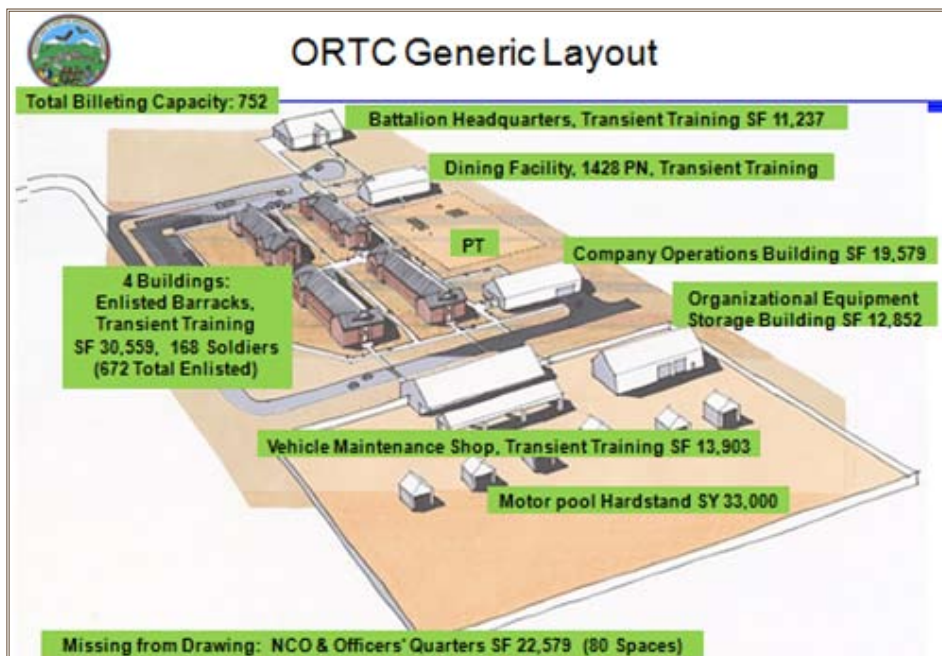 ORTC Generic Layout
Total Billeting Capacity: 752
Battalion Headquarters, Transient Training SF 11,237
Dining Facility, 1428 PN, Transient Training
PT
Company Operations Building SF 19,579
4 Buildings:
Enlisted Barracks,
Transient Training
SF 30,559, 168 Soldiers
(672 Total Enlisted)
Organizational Equipment
Storage Building SF 12,852
Vehicle Maintenance Shop, Transient Training SF 13,903
Motor pool Hardstand SY 33,000
Missing from Drawing: NCO & Officers' Quarters SF 22,579 (80 Spaces)